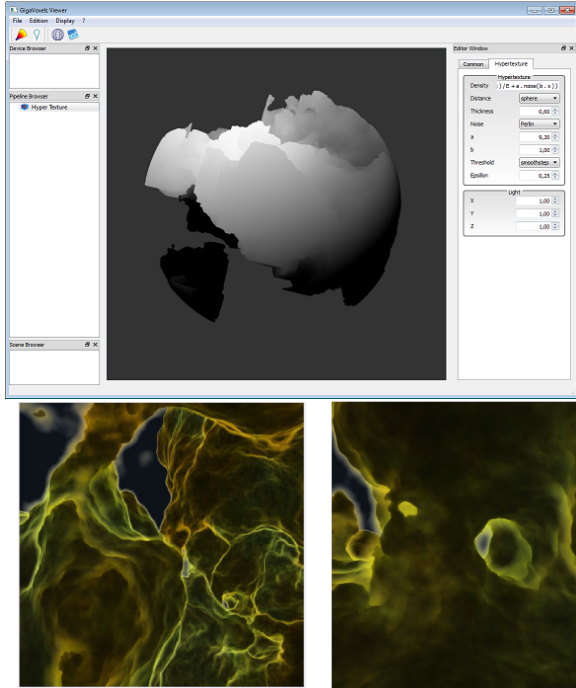 GigaVoxels Viewer
File Edition Display ?
Device Browser
Pipeline Browser
Hyper Texture
Scene Browser
Editor Window
Common Hypertexture
Hypertexture
Density :)/E + a. noise(b. x))
Distance sphere
Thickness 0,60
Noise Perlin
a 9,20
b 1,00
Threshold smoothstep
Epsilon 0,25
Light
X 1,00
Y 1,00
Z 1,00